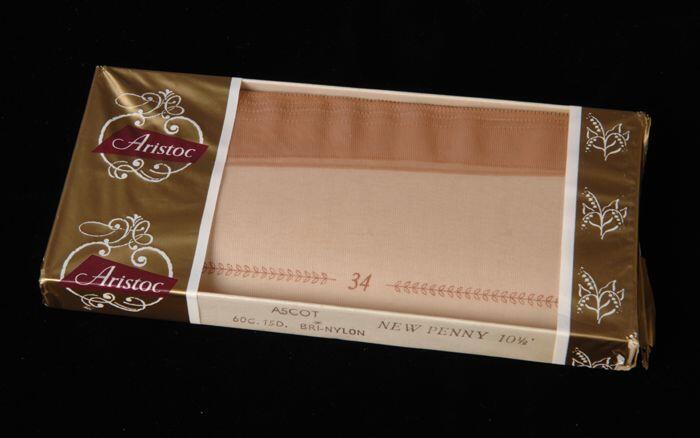 Aristoc
Aristoc
34
ASCOT
60G. 15D. BRI-NYLON NEW PENNY 10½"